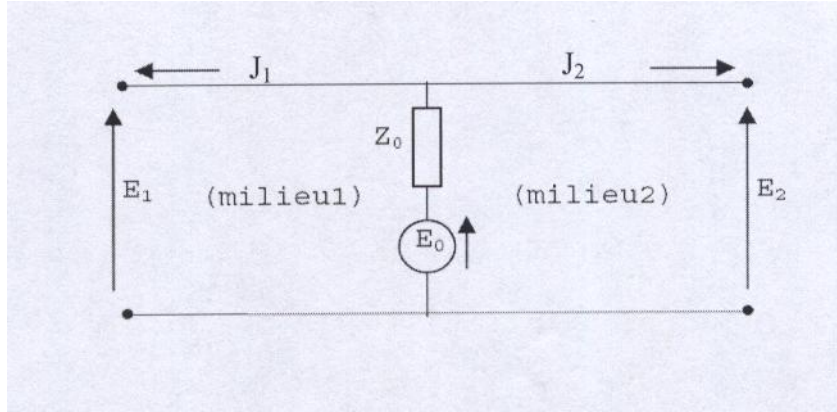 J₁ J₂
Z₀
E₁ (milieu1) (milieu2) E₂
E₀